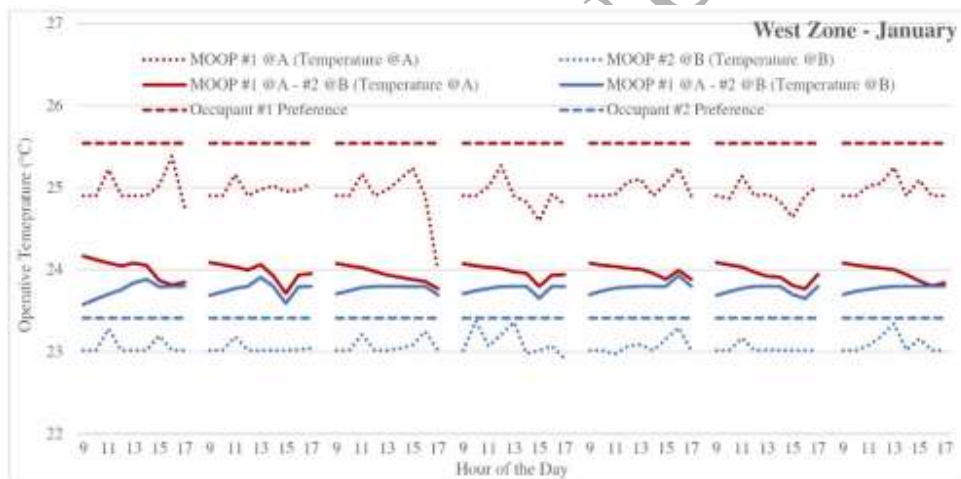 27
West Zone - January
MOOP #1 @A (Temperature @A) MOOP #2 @B (Temperature @B)
MOOP #1 @A - #2 @B (Temperature @A) MOOP #1 @A - #2 @B (Temperature @B)
Occupant #1 Preference Occupant #2 Preference
26
25
24
23
22
Operative Temeprature (°C)
9 11 13 15 17 9 11 13 15 17 9 11 13 15 17 9 11 13 15 17 9 11 13 15 17 9 11 13 15 17 9 11 13 15 17
Hour of the Day